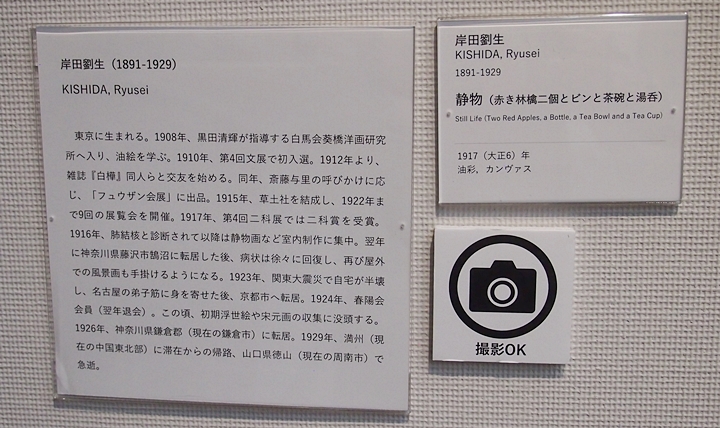 岸田劉生（1891-1929）
KISHIDA, Ryusei
東京に生まれる。1908年、黒田清輝が指導する白馬会葵橋洋画研究
所へ入り、油絵を学ぶ。1910年、第4回文展で初入選。1912年より、
雑誌『白樺』同人らと交友を始める。同年、斎藤与里の呼びかけに応
じ、「フュウザン会展」に出品。1915年、草土社を結成し、1922年ま
で9回の展覧会を開催。1917年、第4回二科展では二科賞を受賞。
1916年、肺結核と診断されて以降は静物画など室内制作に集中。翌年
に神奈川県藤沢市鵠沼に転居した後、病状は徐々に回復し、再び屋外
での風景画も手掛けるようになる。1923年、関東大震災で自宅が半壊
し、名古屋の弟子筋に身を寄せた後、京都市へ転居。1924年、春陽会
会員（翌年退会）。この頃、初期浮世絵や宋元画の収集に没頭する。
1926年、神奈川県鎌倉郡（現在の鎌倉市）に転居。1929年、満州（現
在の中国東北部）に滞在からの帰路、山口県徳山（現在の周南市）で
急逝。
岸田劉生
KISHIDA, Ryusei
1891-1929
静物（赤き林檎二個とビンと茶碗と湯呑）
Still Life (Two Red Apples, a Bottle, a Tea Bowl and a Tea Cup)
1917（大正6）年
油彩，カンヴァス
撮影OK